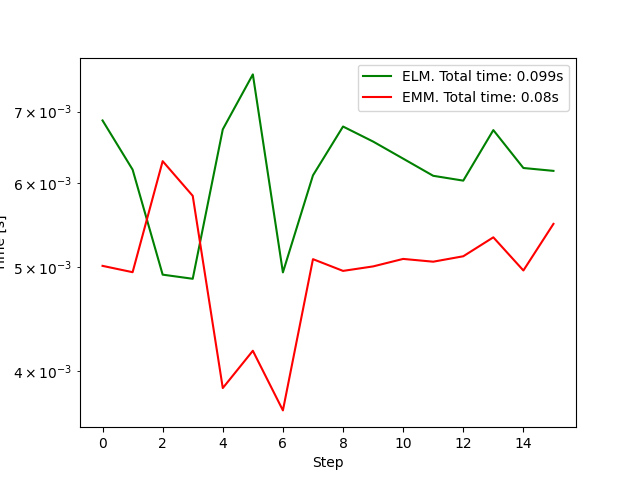 ELM. Total time: 0.099s
EMM. Total time: 0.08s
7 × 10⁻³
6 × 10⁻³
5 × 10⁻³
4 × 10⁻³
[s]
0 2 4 6 8 10 12 14
Step